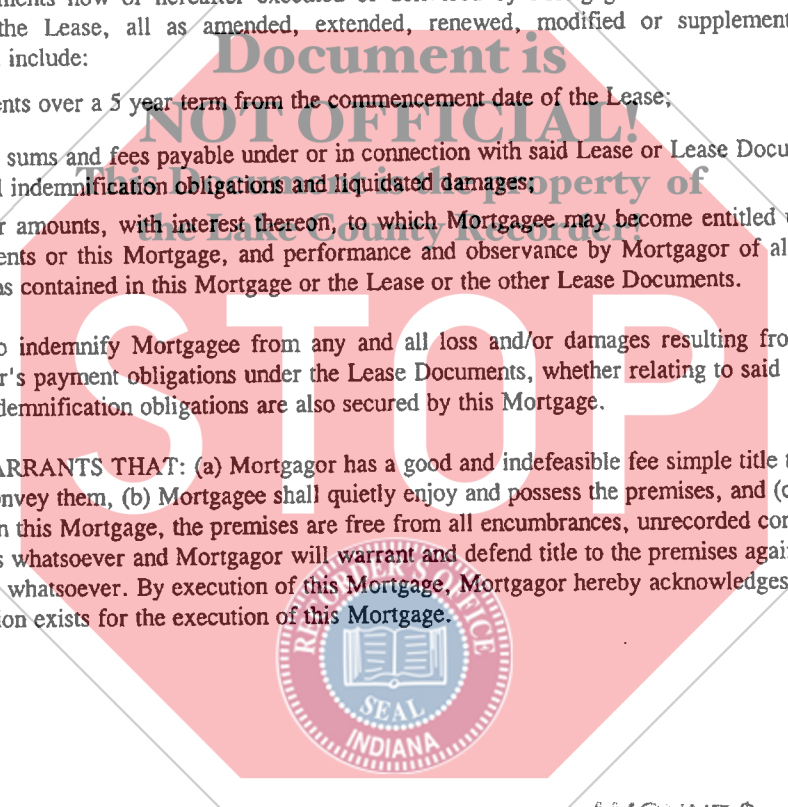 the Lease, all as amended, extended, renewed, modified or supplement
include:
Document is
nts over a 5 year term from the commencement date of the Lease;
NOT OFFICIAL!
sums and fees payable under or in connection with said Lease or Lease Docu
indemnification obligations and liquidated damages;
This Document is the property of
r amounts, with interest thereon, to which Mortgagee may become entitled
the Lake County Recorder!
ents or this Mortgage, and performance and observance by Mortgagor of al
as contained in this Mortgage or the Lease or the other Lease Documents.
STOP
o indemnify Mortgagee from any and all loss and/or damages resulting fro
r's payment obligations under the Lease Documents, whether relating to said
demnification obligations are also secured by this Mortgage.
ARRANTS THAT: (a) Mortgagor has a good and indefeasible fee simple title
nvey them, (b) Mortgagee shall quietly enjoy and possess the premises, and (c
n this Mortgage, the premises are free from all encumbrances, unrecorded con
s whatsoever and Mortgagor will warrant and defend title to the premises agai
whatsoever. By execution of this Mortgage, Mortgagor hereby acknowledges
ion exists for the execution of this Mortgage.
RECORDER'S OFFICE
SEAL
INDIANA